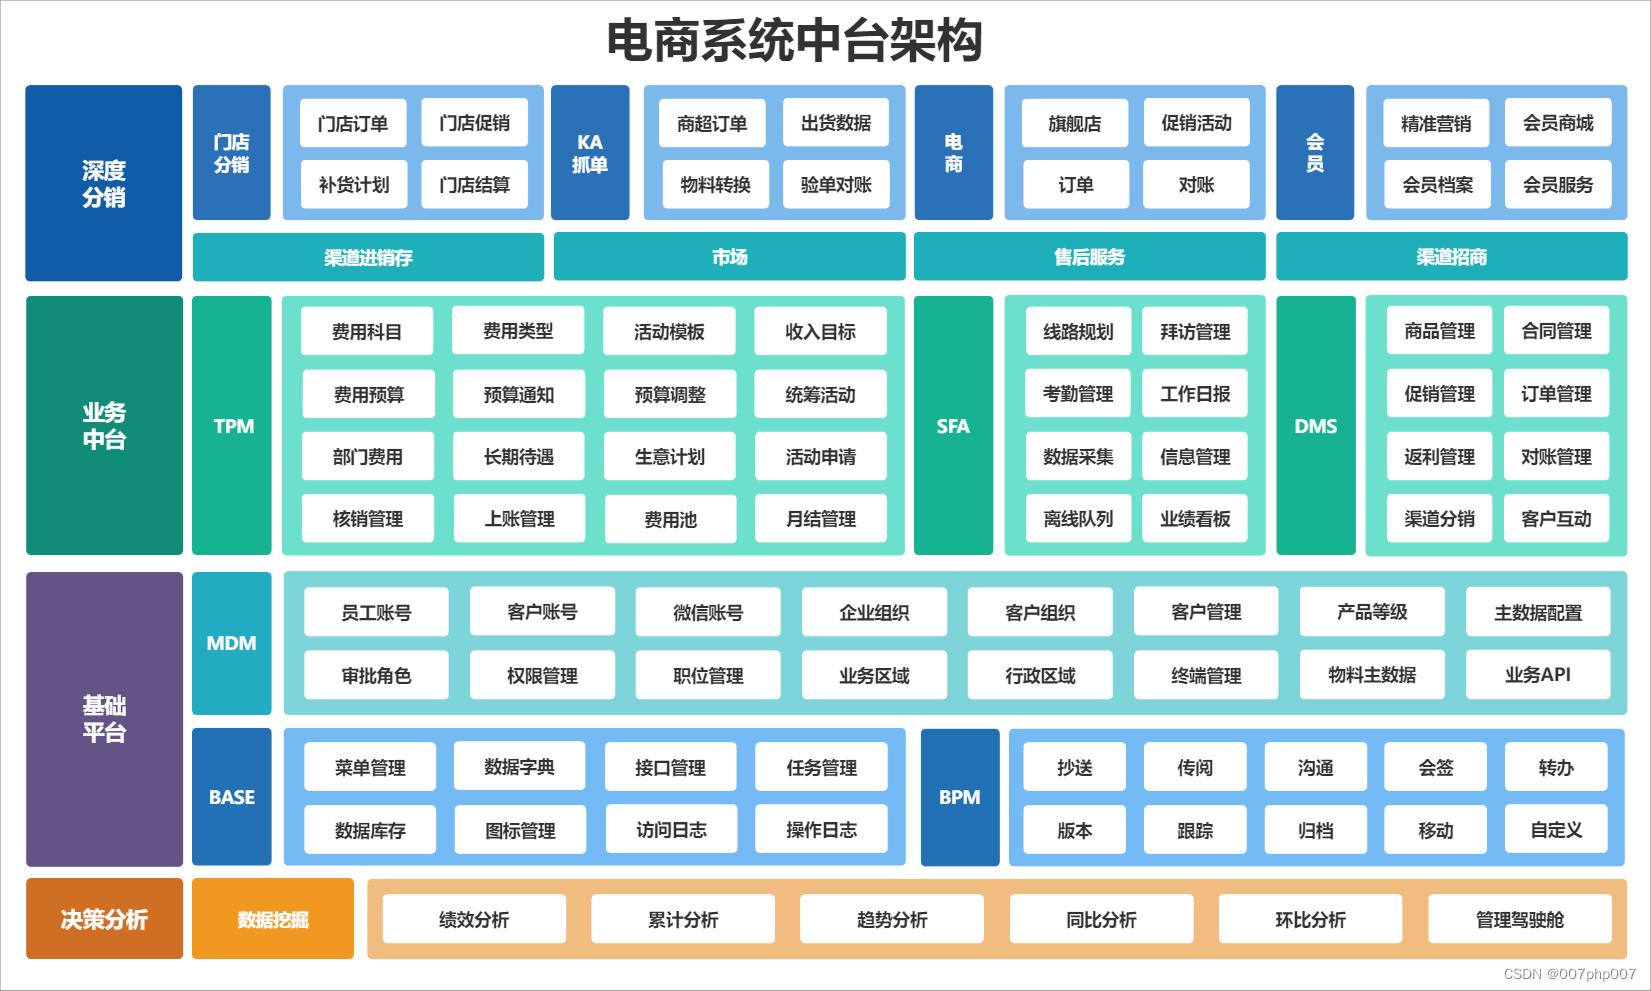 电商系统中台架构
深度
分销
门店
分销
门店订单
门店促销
补货计划
门店结算
KA
抓单
商超订单
出货数据
物料转换
验单对账
电
商
旗舰店
促销活动
订单
对账
会
员
精准营销
会员商城
会员档案
会员服务
渠道进销存
市场
售后服务
渠道招商
业务
中台
TPM
费用科目
费用类型
活动模板
收入目标
费用预算
预算通知
预算调整
统筹活动
部门费用
长期待遇
生意计划
活动申请
核销管理
上账管理
费用池
月结管理
SFA
线路规划
拜访管理
考勤管理
工作日报
数据采集
信息管理
离线队列
业绩看板
DMS
商品管理
合同管理
促销管理
订单管理
返利管理
对账管理
渠道分销
客户互动
基础
平台
MDM
员工账号
客户账号
微信账号
企业组织
客户组织
客户管理
产品等级
主数据配置
审批角色
权限管理
职位管理
业务区域
行政区域
终端管理
物料主数据
业务API
BASE
菜单管理
数据字典
接口管理
任务管理
数据库存
图标管理
访问日志
操作日志
BPM
抄送
传阅
沟通
会签
转办
版本
跟踪
归档
移动
自定义
决策分析
数据挖掘
绩效分析
累计分析
趋势分析
同比分析
环比分析
管理驾驶舱
CSDN @007php007